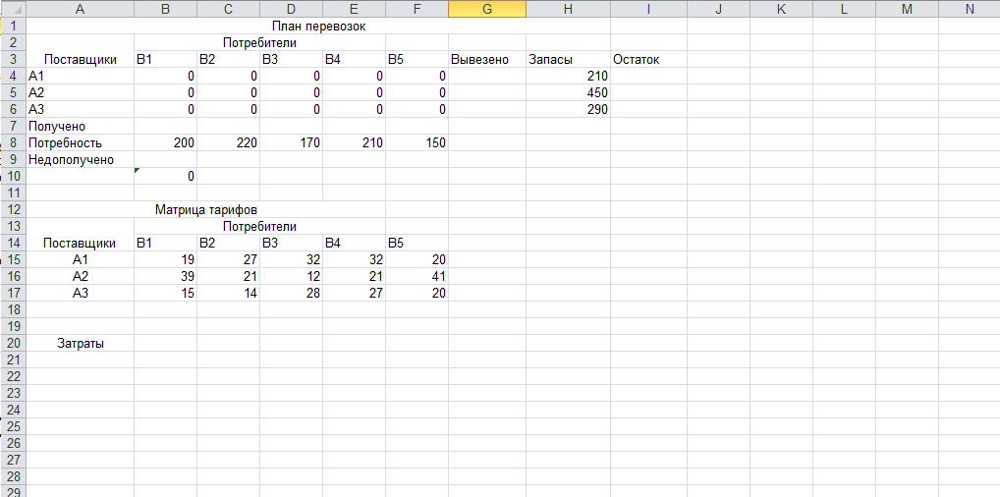 A B C D E F G H I J K L M N
1 План перевозок
2 Потребители
3 Поставщики B1 B2 B3 B4 B5 Вывезено Запасы Остаток
4 A1 0 0 0 0 0 210
5 A2 0 0 0 0 0 450
6 A3 0 0 0 0 0 290
7 Получено
8 Потребность 200 220 170 210 150
9 Недополучено
10 0
11
12 Матрица тарифов
13 Потребители
14 Поставщики B1 B2 B3 B4 B5
15 A1 19 27 32 32 20
16 A2 39 21 12 21 41
17 A3 15 14 28 27 20
18
19
20 Затраты
21
22
23
24
25
26
27
28
29